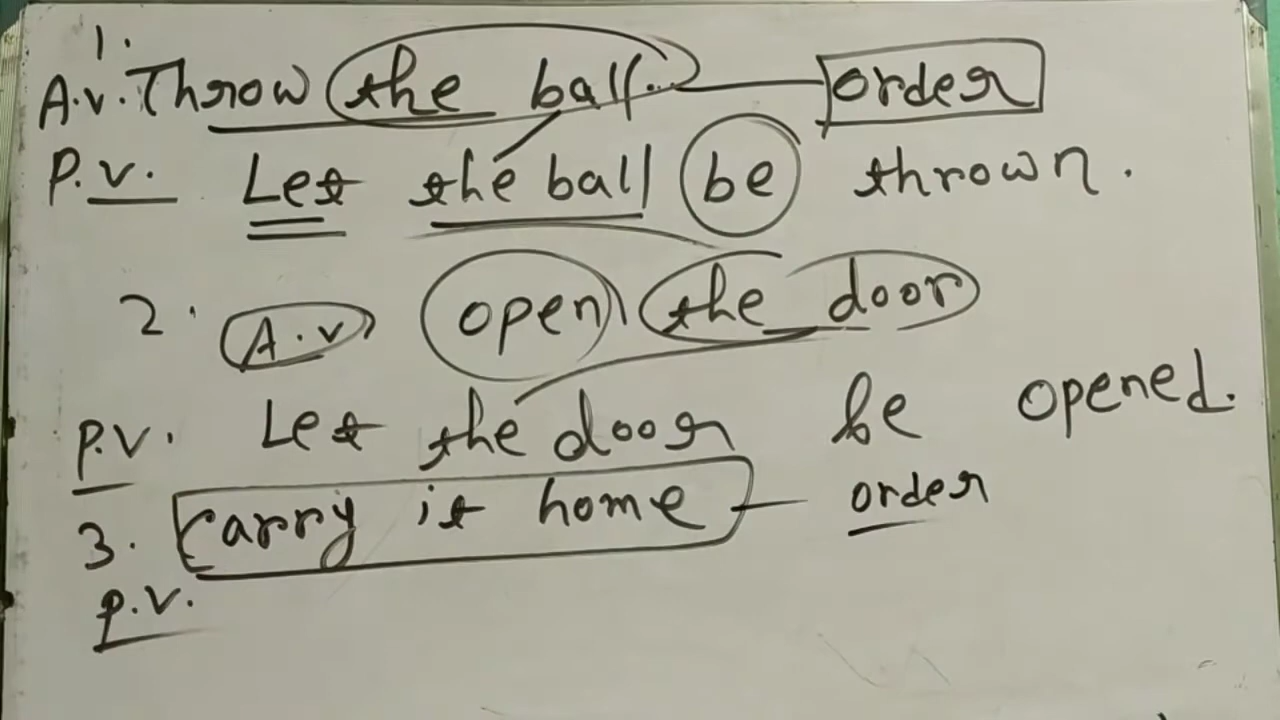 1.
A.V. Throw the ball. order
P.V. Let the ball be thrown.
2. A.V open the door
P.V. Let the door be opened.
3. carry it home order
P.V.